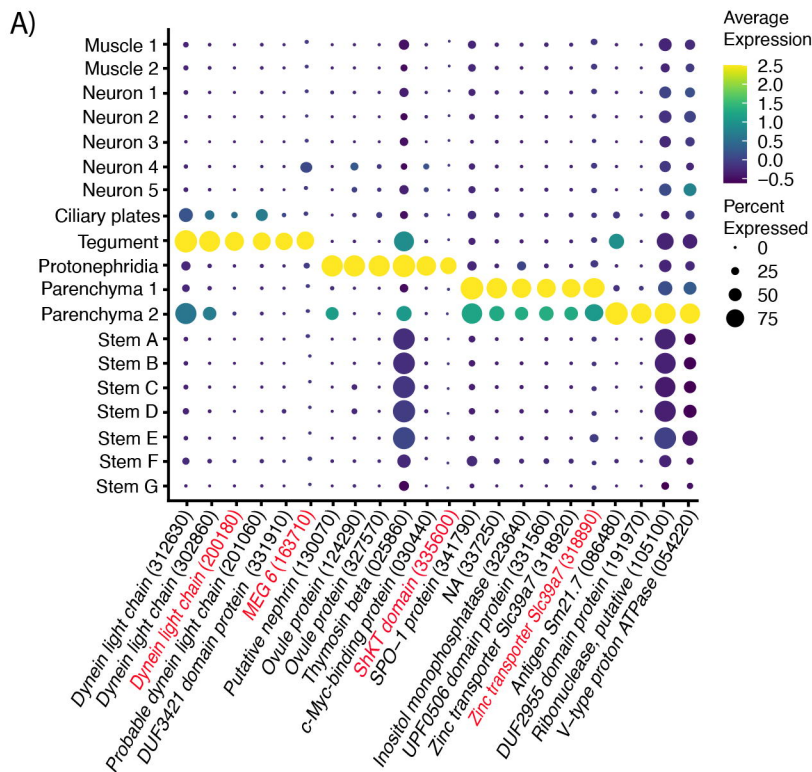 A)
Muscle 1
Muscle 2
Neuron 1
Neuron 2
Neuron 3
Neuron 4
Neuron 5
Ciliary plates
Tegument
Protonephridia
Parenchyma 1
Parenchyma 2
Stem A
Stem B
Stem C
Stem D
Stem E
Stem F
Stem G
Dynein light chain (312630)
Dynein light chain (302860)
Dynein light chain (200180)
Probable dynein light chain (201060)
DUF3421 domain protein (331910)
MEG 6 (163710)
Putative nephrin (130070)
Ovule protein (124290)
Ovule protein (327570)
Thymosin beta (025860)
c-Myc-binding protein (030440)
ShKT domain (335600)
SPO-1 protein (341790)
NA (337250)
Inositol monophosphatase (323640)
UPF0506 domain protein (331560)
Zinc transporter Slc39a7 (318920)
Zinc transporter Slc39a7 (318890)
Antigen Sm21.7 (086480)
DUF2955 domain protein (191970)
Ribonuclease, putative (105100)
V-type proton ATPase (054220)
Average
Expression
2.5
2.0
1.5
1.0
0.5
0.0
−0.5
Percent
Expressed
0
25
50
75